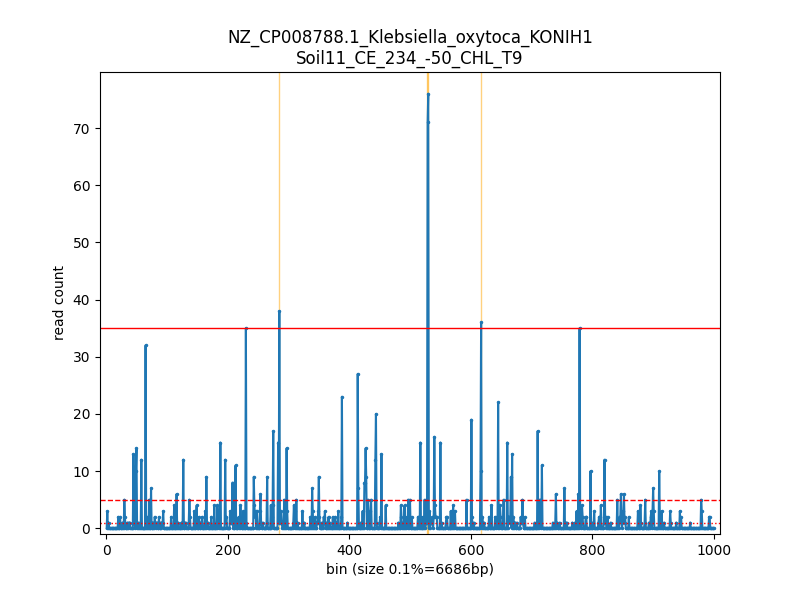 NZ_CP008788.1_Klebsiella_oxytoca_KONIH1
Soil11_CE_234_-50_CHL_T9
read count
70
60
50
40
30
20
10
0
0 200 400 600 800 1000
bin (size 0.1%=6686bp)